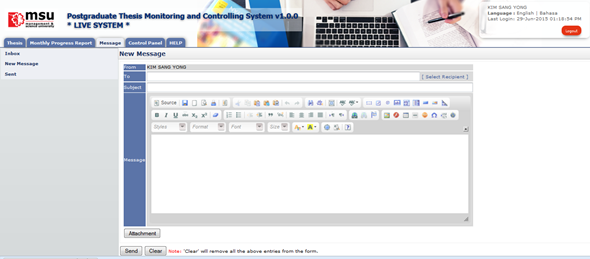 msu
management & science university
Postgraduate Thesis Monitoring and Controlling System v1.0.0
* LIVE SYSTEM *
KIM SANG YONG
Language : English | Bahasa
Last Login: 29-Jun-2015 01:18:54 PM
Logout
Thesis Monthly Progress Report Message Control Panel HELP
Inbox
New Message
Sent
New Message
From KIM SANG YONG
To [ Select Recipient ]
Subject
Source
Styles Format Font Size
Message
Attachment
Send Clear Note: 'Clear' will remove all the above entries from the form.